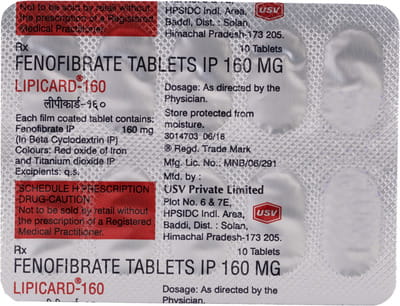 Not to be sold by retail without
the prescription of a Registered
Medical Practitioner.
USV
HPSIDC Indl. Area,
Baddi, Dist. : Solan,
Himachal Pradesh-173 205.
Rx
10 Tablets
FENOFIBRATE TABLETS IP 160 MG
LIPICARD®-160
लीपीकार्ड-१६०
Each film coated tablet contains:
Fenofibrate IP 160 mg
(In Beta Cyclodextrin IP)
Colours: Red oxide of Iron
and Titanium dioxide IP
Excipients: q.s.
Dosage: As directed by the
Physician.
Store protected from
moisture.
3014703 06/16
® Regd. Trade Mark
Mfg. Lic. No.: MNB/06/291
Mfd. by :
USV Private Limited
Plot No. 6 & 7E,
HPSIDC Indl. Area,
Baddi, Dist. : Solan,
Himachal Pradesh-173 205.
USV
SCHEDULE H PRESCRIPTION
DRUG-CAUTION
Not to be sold by retail without
the prescription of a Registered
Medical Practitioner.
Rx
10 Tablets
FENOFIBRATE TABLETS IP 160 MG
LIPICARD®-160
Dosage: As directed by the
Physician.